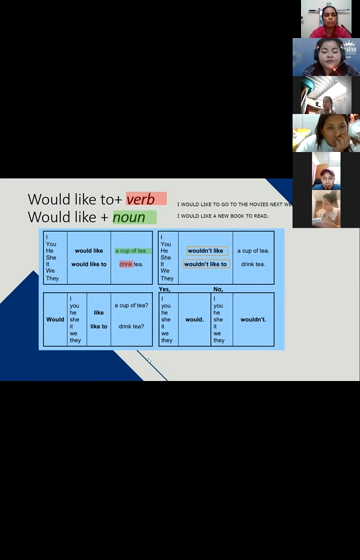 Would like to+ verb
Would like + noun
I WOULD LIKE TO GO TO THE MOVIES NEXT
I WOULD LIKE A NEW BOOK TO READ.
I
You
He
She
It
We
They
would like
would like to
a cup of tea.
drink tea.
I
You
He
She
It
We
They
wouldn't like
wouldn't like to
a cup of tea.
drink tea.
Would
I
you
he
she
it
we
they
like
like to
a cup of tea?
drink tea?
Yes,
I
you
he
she
it
we
they
would.
No,
I
you
he
she
it
we
they
wouldn't.